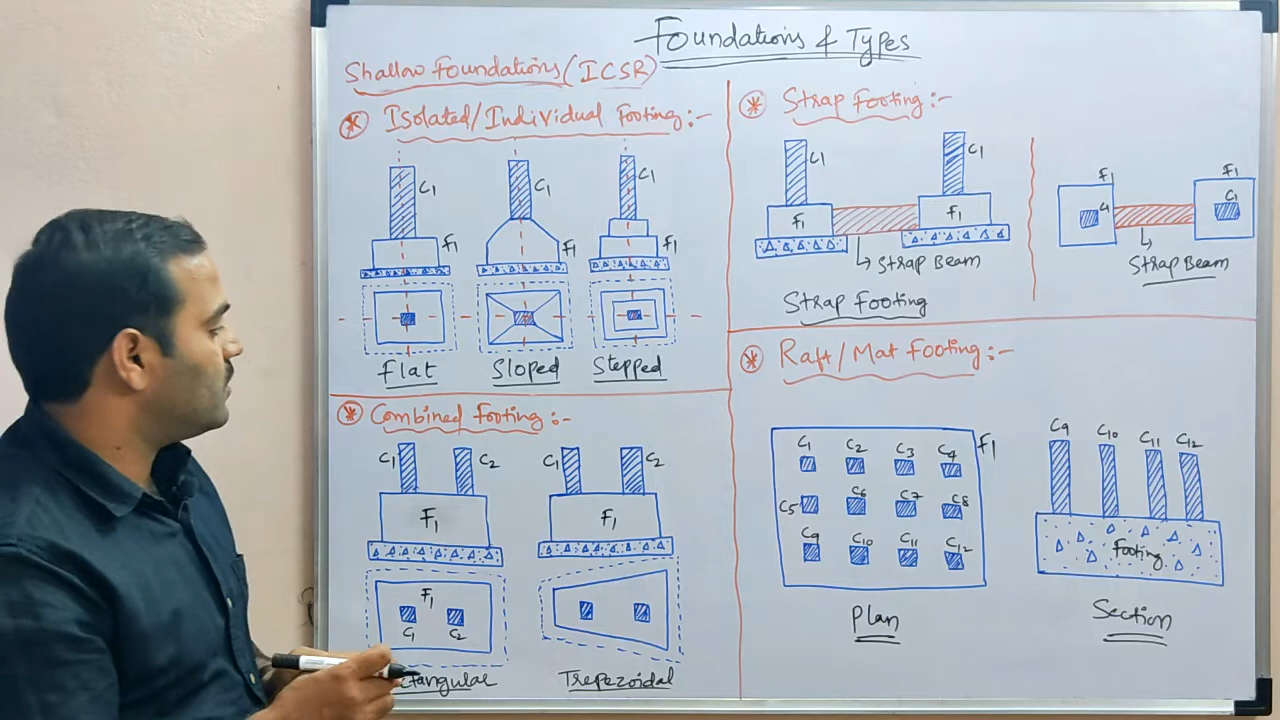 Foundations & Types
Shallow Foundations (ICSR)
* Isolated/Individual Footing:-
C1
C1
C1
F1
F1
F1
Flat
Sloped
Stepped
* Combined Footing:-
C1
C2
C1
C2
F1
F1
F1
C1
C2
ctangular
Trepezoidal
* Strap Footing:-
C1
C1
F1
F1
Strap Beam
Strap Footing
F1
F1
C1
C1
Strap Beam
* Raft/Mat Footing:-
C1 C2 C3 C4
F1
C5 C6 C7 C8
C9 C10 C11 C12
Plan
C9 C10 C11 C12
Footing
Section